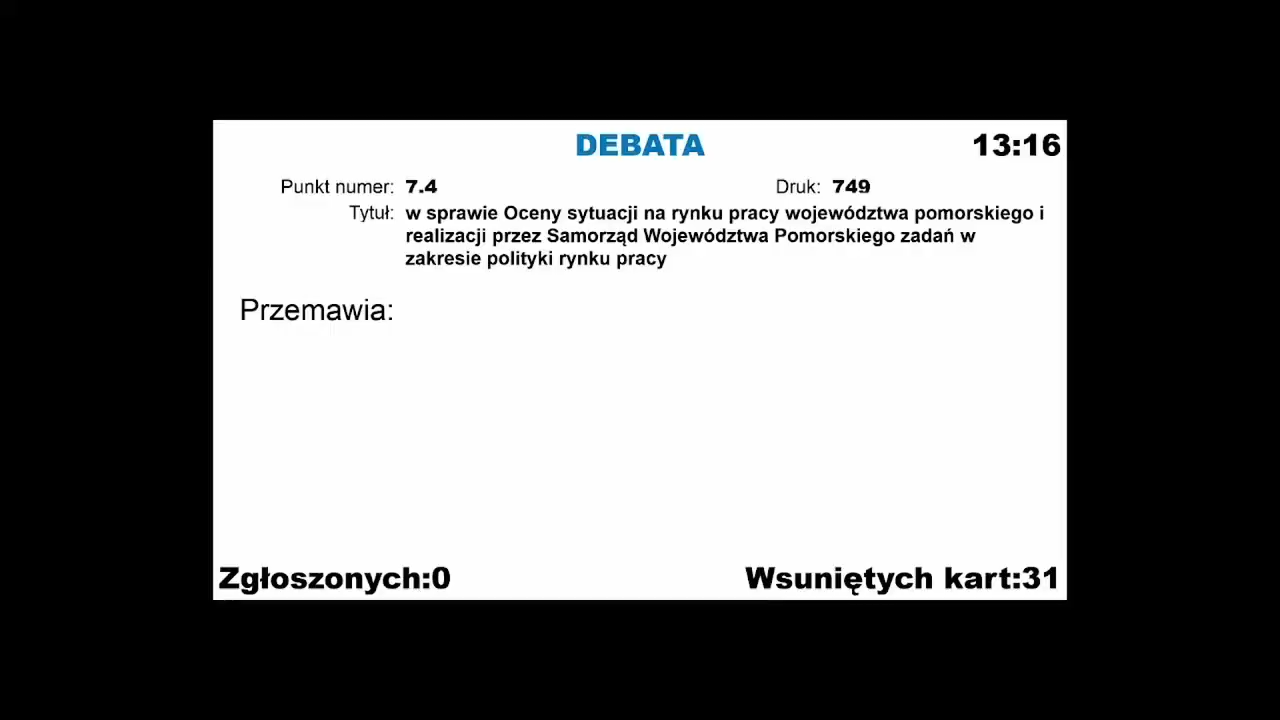 DEBATA
13:16
Punkt numer: 7.4
Druk: 749
Tytuł: w sprawie Oceny sytuacji na rynku pracy województwa pomorskiego i
realizacji przez Samorząd Województwa Pomorskiego zadań w
zakresie polityki rynku pracy
Przemawia:
Zgłoszonych:0
Wsuniętych kart:31